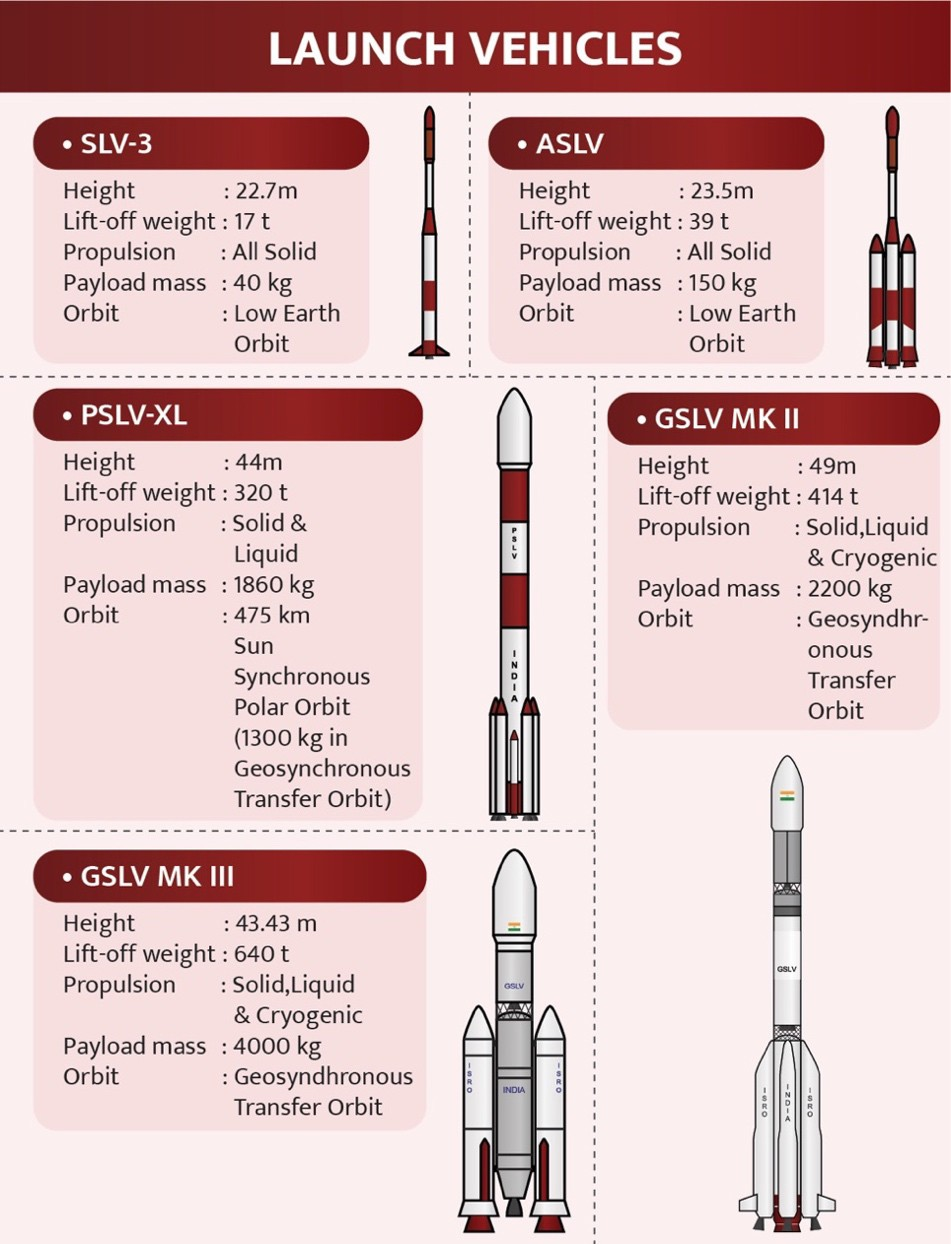 LAUNCH VEHICLES
• SLV-3
Height : 22.7m
Lift-off weight : 17 t
Propulsion : All Solid
Payload mass : 40 kg
Orbit : Low Earth
Orbit
• ASLV
Height : 23.5m
Lift-off weight : 39 t
Propulsion : All Solid
Payload mass : 150 kg
Orbit : Low Earth
Orbit
• PSLV-XL
Height : 44m
Lift-off weight : 320 t
Propulsion : Solid &
Liquid
Payload mass : 1860 kg
Orbit : 475 km
Sun
Synchronous
Polar Orbit
(1300 kg in
Geosynchronous
Transfer Orbit)
PSLV
INDIA
• GSLV MK II
Height : 49m
Lift-off weight : 414 t
Propulsion : Solid,Liquid
& Cryogenic
Payload mass : 2200 kg
Orbit : Geosyndhr-
onous
Transfer
Orbit
GSLV
ISRO
INDIA
ISRO
• GSLV MK III
Height : 43.43 m
Lift-off weight : 640 t
Propulsion : Solid,Liquid
& Cryogenic
Payload mass : 4000 kg
Orbit : Geosyndhronous
Transfer Orbit
GSLV
ISRO
INDIA
ISRO